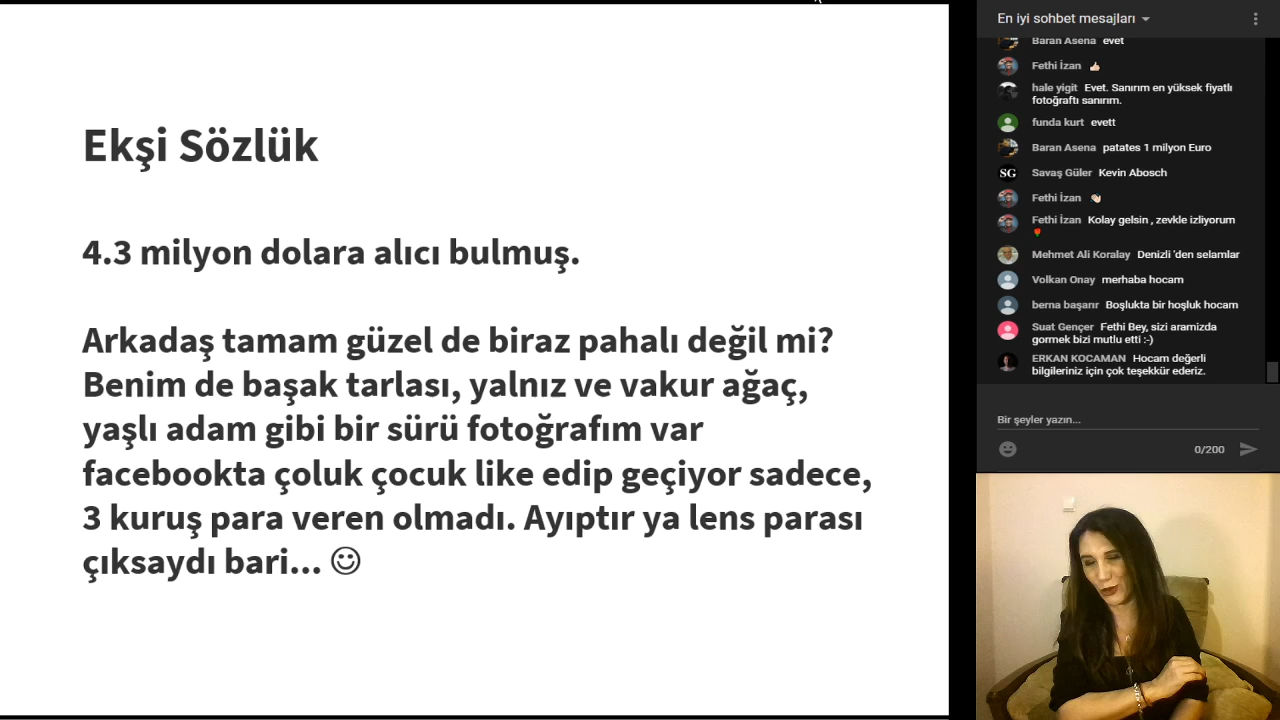 Ekşi Sözlük
4.3 milyon dolara alıcı bulmuş.
Arkadaş tamam güzel de biraz pahalı değil mi?
Benim de başak tarlası, yalnız ve vakur ağaç,
yaşlı adam gibi bir sürü fotoğrafım var
facebookta çoluk çocuk like edip geçiyor sadece,
3 kuruş para veren olmadı. Ayıptır ya lens parası
çıksaydı bari... ☺
En iyi sohbet mesajları
Baran Asena evet
Fethi İzan 👍🏻
hale yigit Evet. Sanırım en yüksek fiyatlı
fotoğraftı sanırım.
funda kurt evett
Baran Asena patates 1 milyon Euro
SG Savaş Güler Kevin Abosch
Fethi İzan 👏🏻
Fethi İzan Kolay gelsin , zevkle izliyorum
🌹
Mehmet Ali Koralay Denizli 'den selamlar
Volkan Onay merhaba hocam
berna başarır Boşlukta bir hoşluk hocam
Suat Gençer Fethi Bey, sizi aramizda
gormek bizi mutlu etti :-)
ERKAN KOCAMAN Hocam değerli
bilgileriniz için çok teşekkür ederiz.
Bir şeyler yazın...
0/200